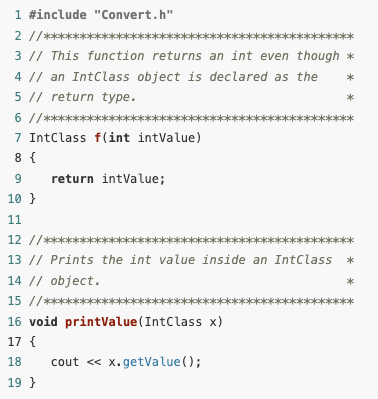 1 #include "Convert.h"
2 //*******************************************
3 // This function returns an int even though *
4 // an IntClass object is declared as the    *
5 // return type.                             *
6 //*******************************************
7 IntClass f(int intValue)
8 {
9    return intValue;
10 }
11
12 //*******************************************
13 // Prints the int value inside an IntClass  *
14 // object.                                  *
15 //*******************************************
16 void printValue(IntClass x)
17 {
18    cout << x.getValue();
19 }